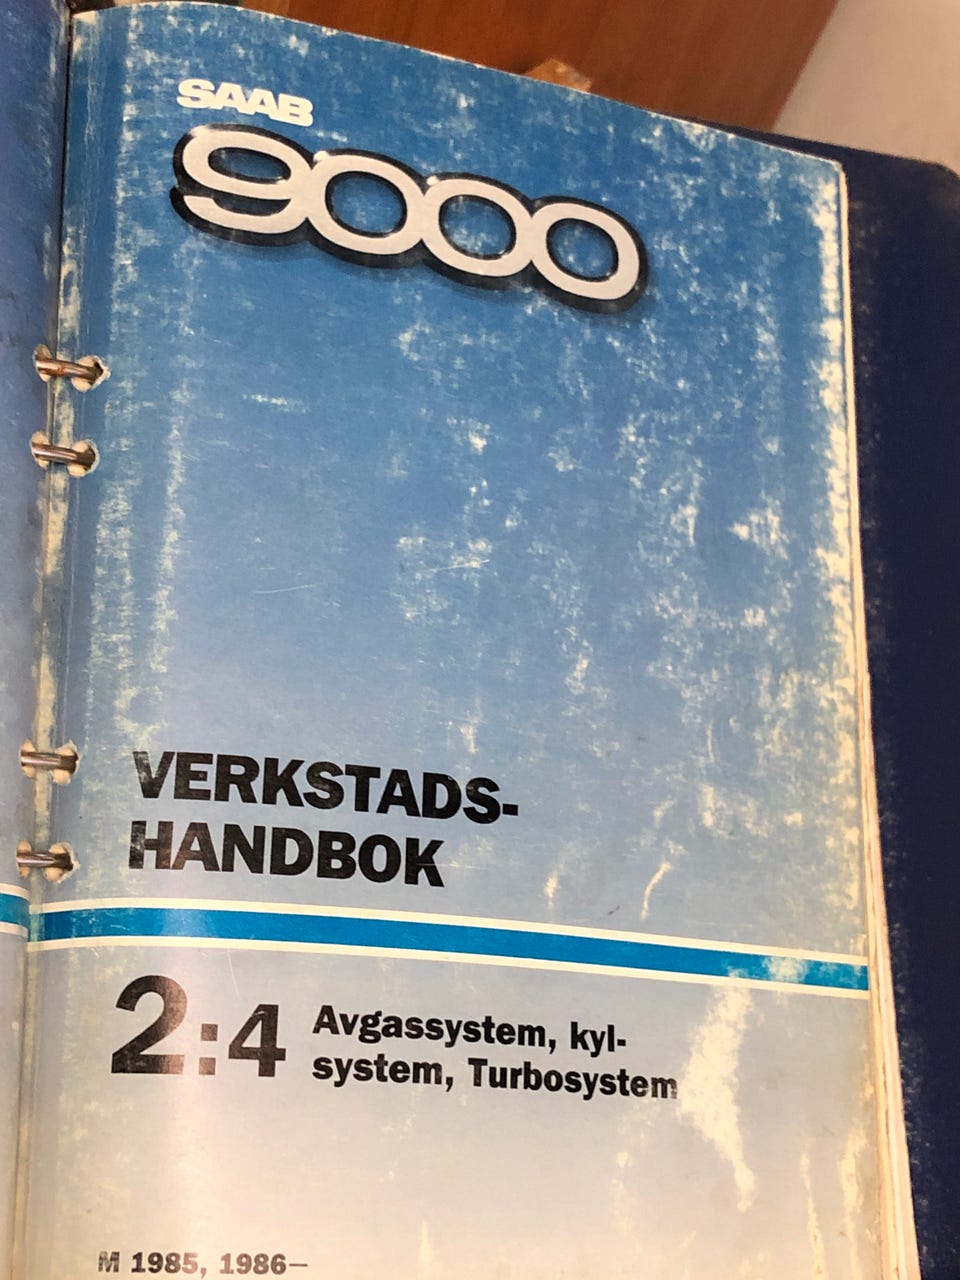 SAAB
9000
VERKSTADS-
HANDBOK
2:4 Avgassystem, kyl-
system, Turbosystem
M 1985, 1986–